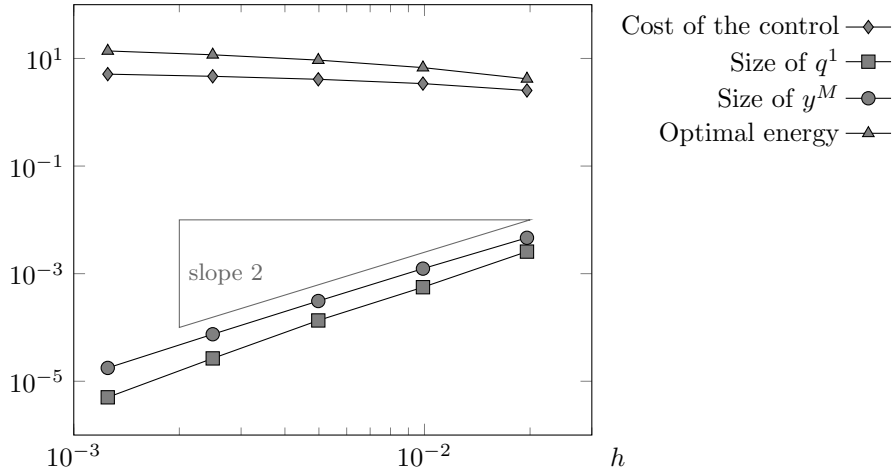 10^1
10^−1
10^−3
10^−5
slope 2
10^−3
10^−2
h
Cost of the control
Size of q^1
Size of y^M
Optimal energy